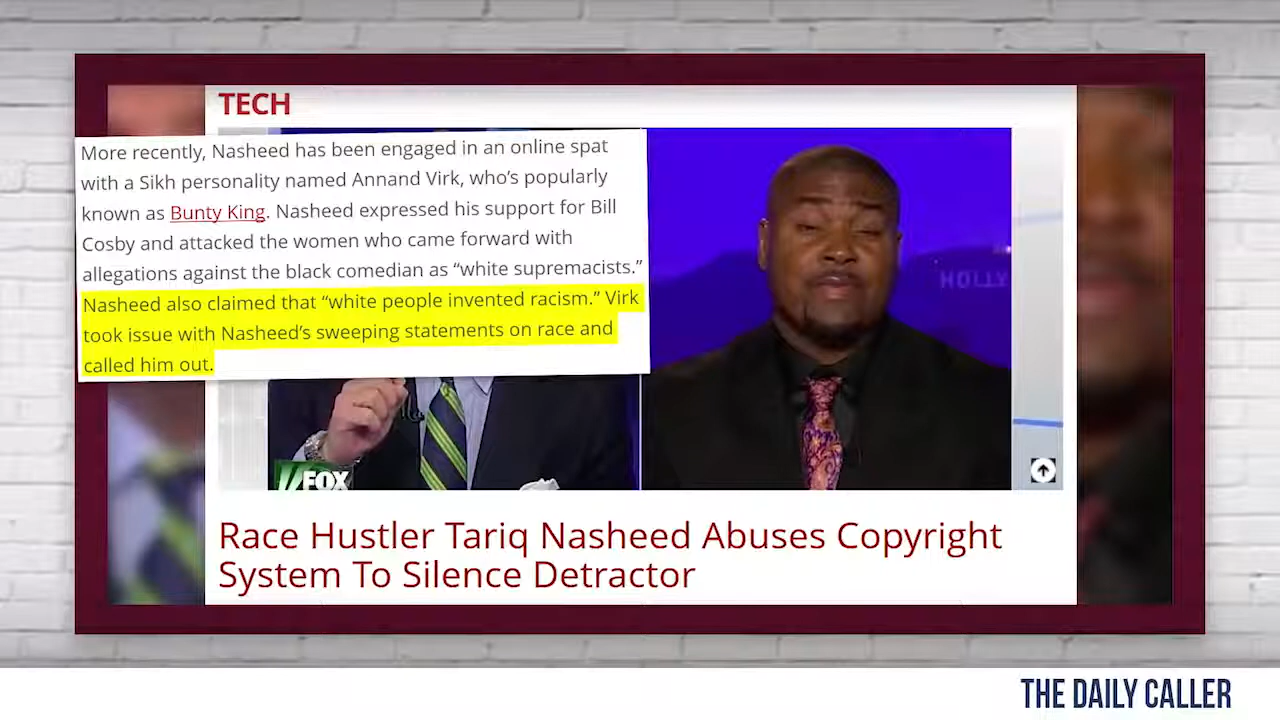 TECH
More recently, Nasheed has been engaged in an online spat
with a Sikh personality named Annand Virk, who's popularly
known as Bunty King. Nasheed expressed his support for Bill
Cosby and attacked the women who came forward with
allegations against the black comedian as “white supremacists.”
Nasheed also claimed that “white people invented racism.” Virk
took issue with Nasheed's sweeping statements on race and
called him out.
HOLLY
FOX
Race Hustler Tariq Nasheed Abuses Copyright
System To Silence Detractor
THE DAILY CALLER